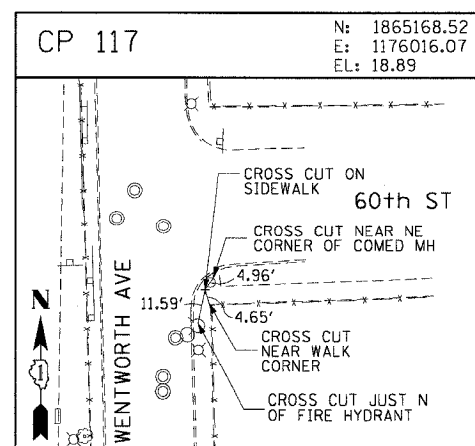 CP 117
N: 1865168.52
E: 1176016.07
EL: 18.89
CROSS CUT ON
SIDEWALK
60th ST
CROSS CUT NEAR NE
CORNER OF COMED MH
4.96'
11.59'
4.65'
CROSS CUT
NEAR WALK
CORNER
CROSS CUT JUST N
OF FIRE HYDRANT
WENTWORTH AVE
N